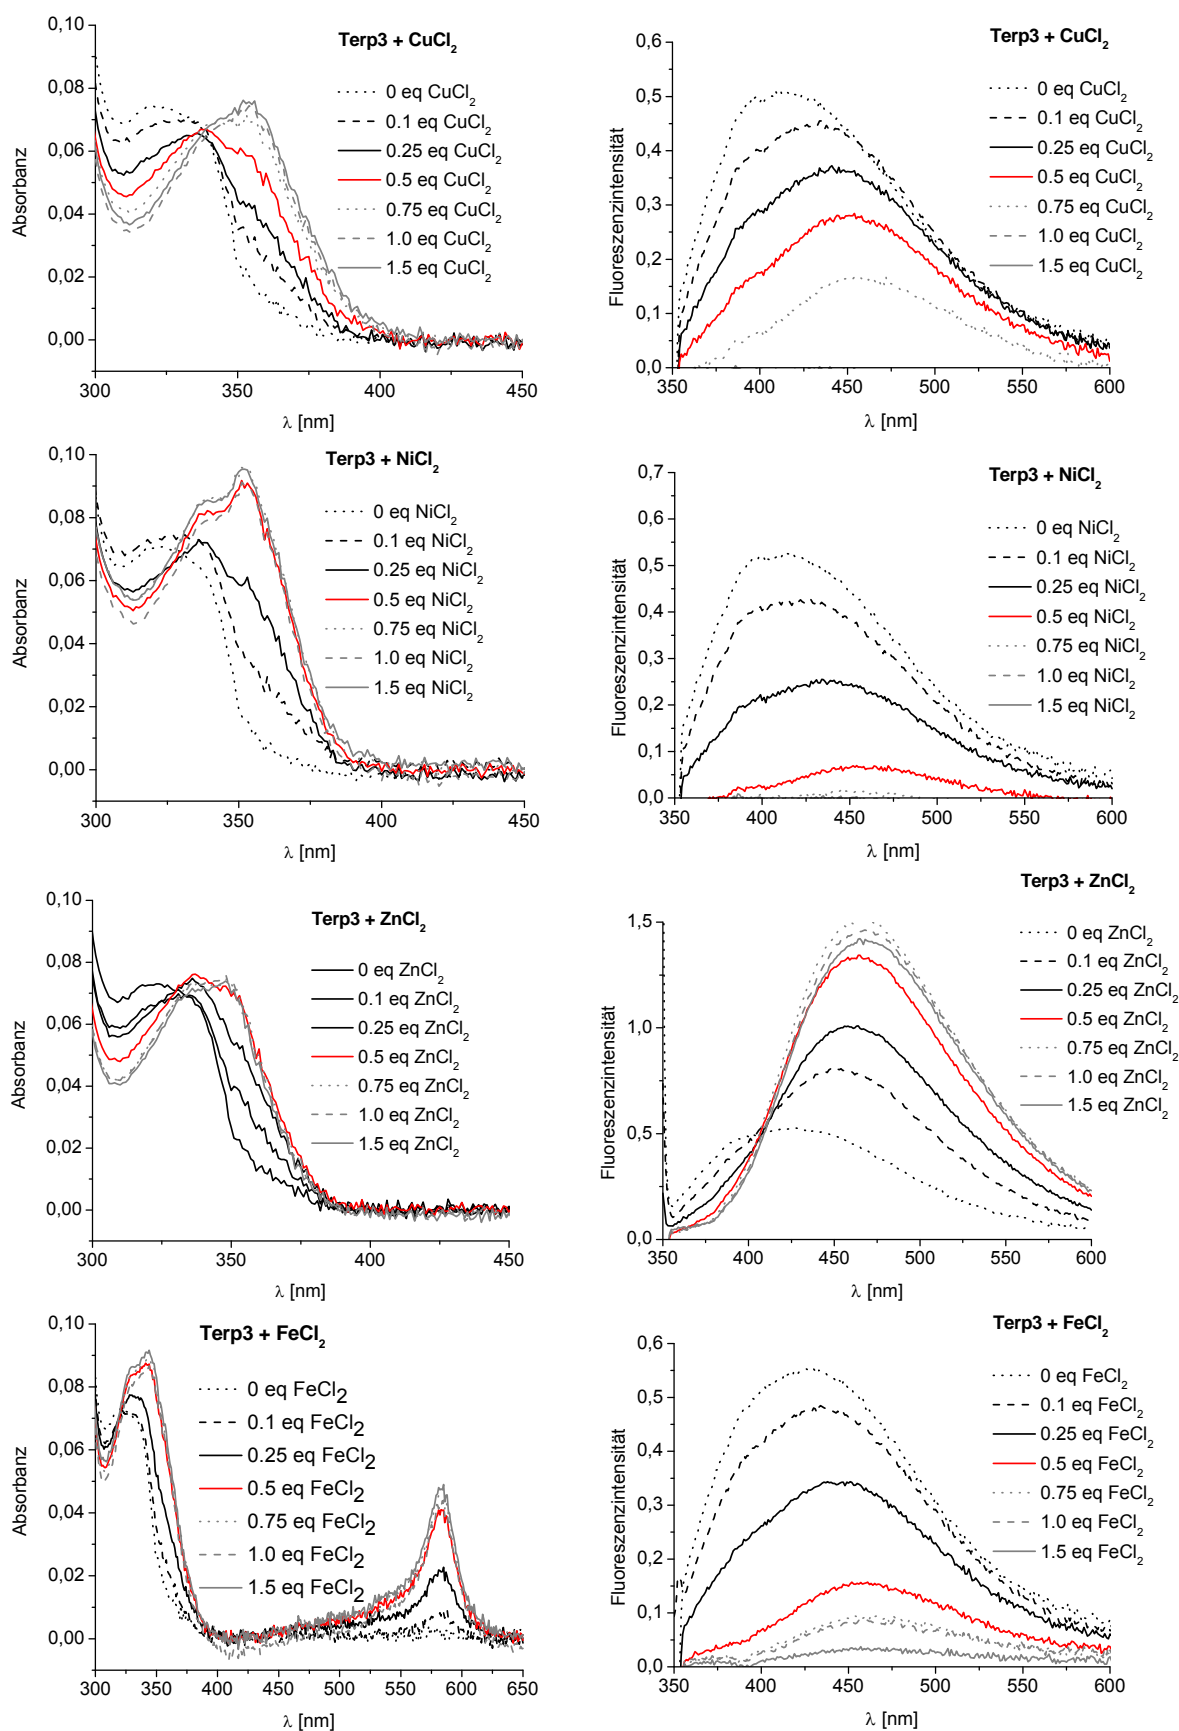 Terp3 + CuCl2
0 eq CuCl2
0.1 eq CuCl2
0.25 eq CuCl2
0.5 eq CuCl2
0.75 eq CuCl2
1.0 eq CuCl2
1.5 eq CuCl2
Absorbanz
0,10
0,08
0,06
0,04
0,02
0,00
300 350 400 450
λ [nm]
Terp3 + CuCl2
0 eq CuCl2
0.1 eq CuCl2
0.25 eq CuCl2
0.5 eq CuCl2
0.75 eq CuCl2
1.0 eq CuCl2
1.5 eq CuCl2
Fluoreszenzintensität
0,6
0,5
0,4
0,3
0,2
0,1
0,0
350 400 450 500 550 600
λ [nm]
Terp3 + NiCl2
0 eq NiCl2
0.1 eq NiCl2
0.25 eq NiCl2
0.5 eq NiCl2
0.75 eq NiCl2
1.0 eq NiCl2
1.5 eq NiCl2
Absorbanz
0,10
0,08
0,06
0,04
0,02
0,00
300 350 400 450
λ [nm]
Terp3 + NiCl2
0 eq NiCl2
0.1 eq NiCl2
0.25 eq NiCl2
0.5 eq NiCl2
0.75 eq NiCl2
1.0 eq NiCl2
1.5 eq NiCl2
Fluoreszenzintensität
0,7
0,6
0,5
0,4
0,3
0,2
0,1
0,0
350 400 450 500 550 600
λ [nm]
Terp3 + ZnCl2
0 eq ZnCl2
0.1 eq ZnCl2
0.25 eq ZnCl2
0.5 eq ZnCl2
0.75 eq ZnCl2
1.0 eq ZnCl2
1.5 eq ZnCl2
Absorbanz
0,10
0,08
0,06
0,04
0,02
0,00
300 350 400 450
λ [nm]
Terp3 + ZnCl2
0 eq ZnCl2
0.1 eq ZnCl2
0.25 eq ZnCl2
0.5 eq ZnCl2
0.75 eq ZnCl2
1.0 eq ZnCl2
1.5 eq ZnCl2
Fluoreszenzintensität
1,5
1,0
0,5
0,0
350 400 450 500 550 600
λ [nm]
Terp3 + FeCl2
0 eq FeCl2
0.1 eq FeCl2
0.25 eq FeCl2
0.5 eq FeCl2
0.75 eq FeCl2
1.0 eq FeCl2
1.5 eq FeCl2
Absorbanz
0,10
0,08
0,06
0,04
0,02
0,00
300 350 400 450 500 550 600 650
λ [nm]
Terp3 + FeCl2
0 eq FeCl2
0.1 eq FeCl2
0.25 eq FeCl2
0.5 eq FeCl2
0.75 eq FeCl2
1.0 eq FeCl2
1.5 eq FeCl2
Fluoreszenzintensität
0,6
0,5
0,4
0,3
0,2
0,1
0,0
350 400 450 500 550 600
λ [nm]